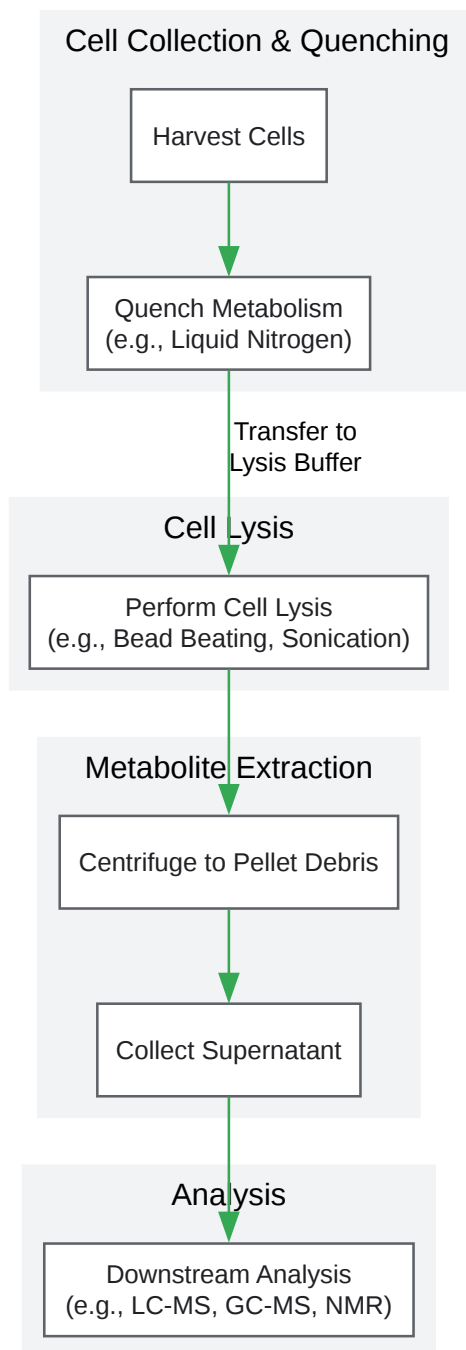 Cell Collection & Quenching
Harvest Cells
Quench Metabolism
(e.g., Liquid Nitrogen)
Transfer to
Lysis Buffer
Cell Lysis
Perform Cell Lysis
(e.g., Bead Beating, Sonication)
Metabolite Extraction
Centrifuge to Pellet Debris
Collect Supernatant
Analysis
Downstream Analysis
(e.g., LC-MS, GC-MS, NMR)